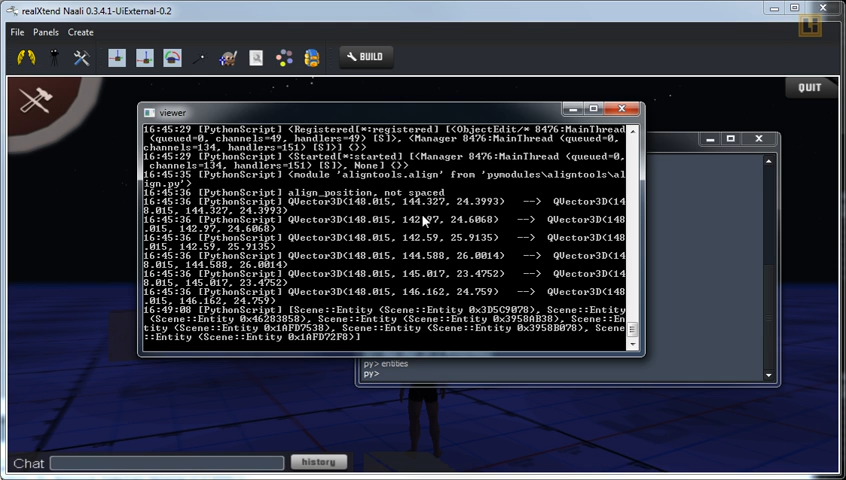 realXtend Naali 0.3.4.1-UiExternal-0.2
File Panels Create
BUILD
QUIT
viewer
16:45:29 [PythonScript] <Registered[*:registered] [<ObjectEdit/* 8476:MainThread
(queued=0, channels=49, handlers=49) [S]>, <Manager 8476:MainThread (queued=0,
channels=134, handlers=151) [S]>] {}>
16:45:29 [PythonScript] <Started[*:started] [<Manager 8476:MainThread (queued=0,
channels=134, handlers=151) [S]>, None] {}>
16:45:35 [PythonScript] <module 'aligntools.align' from 'pymodules\aligntools\al
ign.py'>
16:45:36 [PythonScript] align_position, not spaced
16:45:36 [PythonScript] QVector3D(148.015, 144.327, 24.3993) --> QVector3D(14
8.015, 144.327, 24.3993)
16:45:36 [PythonScript] QVector3D(148.015, 142.97, 24.6068) --> QVector3D(148
.015, 142.97, 24.6068)
16:45:36 [PythonScript] QVector3D(148.015, 142.59, 25.9135) --> QVector3D(148
.015, 142.59, 25.9135)
16:45:36 [PythonScript] QVector3D(148.015, 144.588, 26.0014) --> QVector3D(14
8.015, 144.588, 26.0014)
16:45:36 [PythonScript] QVector3D(148.015, 145.017, 23.4752) --> QVector3D(14
8.015, 145.017, 23.4752)
16:45:36 [PythonScript] QVector3D(148.015, 146.162, 24.759) --> QVector3D(148
.015, 146.162, 24.759)
16:49:08 [PythonScript] [Scene::Entity (Scene::Entity 0x3D5C9078), Scene::Entity
(Scene::Entity 0x46283858), Scene::Entity (Scene::Entity 0x3958AB38), Scene::En
tity (Scene::Entity 0x1AFD7538), Scene::Entity (Scene::Entity 0x3958B078), Scene
::Entity (Scene::Entity 0x1AFD72F8)]
py> entities
py>
Chat
history